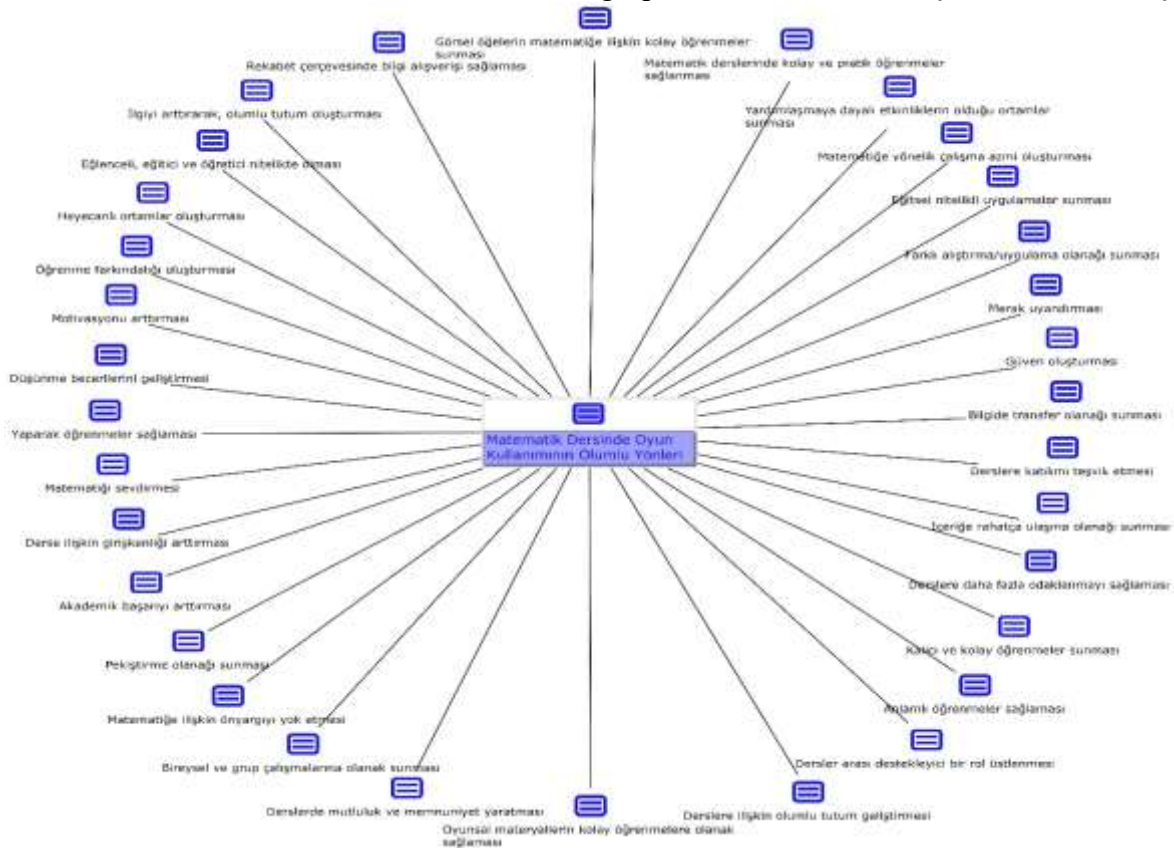 Görsel öğelerin matematiğe ilişkin kolay öğrenmeler
sunması
Rekabet çerçevesinde bilgi alışverişi sağlaması
Matematik derslerinde kolay ve pratik öğrenmeler
sağlanması
İlgiyi arttırarak, olumlu tutum oluşturması
Yardımlaşmaya dayalı etkinliklerin olduğu ortamlar
sunması
Eğlenceli, eğitici ve öğretici nitelikte olması
Matematiğe yönelik çalışma azmi oluşturması
Heyecanlı ortamlar oluşturması
Eğitsel nitelikli uygulamalar sunması
Öğrenme farkındalığı oluşturması
Farklı alıştırma/uygulama olanağı sunması
Motivasyonu arttırması
Merak uyandırması
Düşünme becerilerini geliştirmesi
Güven oluşturması
Yaparak öğrenmeler sağlaması
Bilgide transfer olanağı sunması
Matematik Dersinde Oyun
Kullanımının Olumlu Yönleri
Matematiği sevdirmesi
Derslere katılımı teşvik etmesi
Derse ilişkin girişkenliği arttırması
İçeriğe rahatça ulaşma olanağı sunması
Akademik başarıyı arttırması
Derslere daha fazla odaklanmayı sağlaması
Pekiştirme olanağı sunması
Kalıcı ve kolay öğrenmeler sunması
Matematiğe ilişkin önyargıyı yok etmesi
Anlamlı öğrenmeler sağlaması
Bireysel ve grup çalışmalarına olanak sunması
Dersler arası destekleyici bir rol üstlenmesi
Derslerde mutluluk ve memnuniyet yaratması
Derslere ilişkin olumlu tutum geliştirmesi
Oyunsal materyallerin kolay öğrenmelere olanak
sağlaması